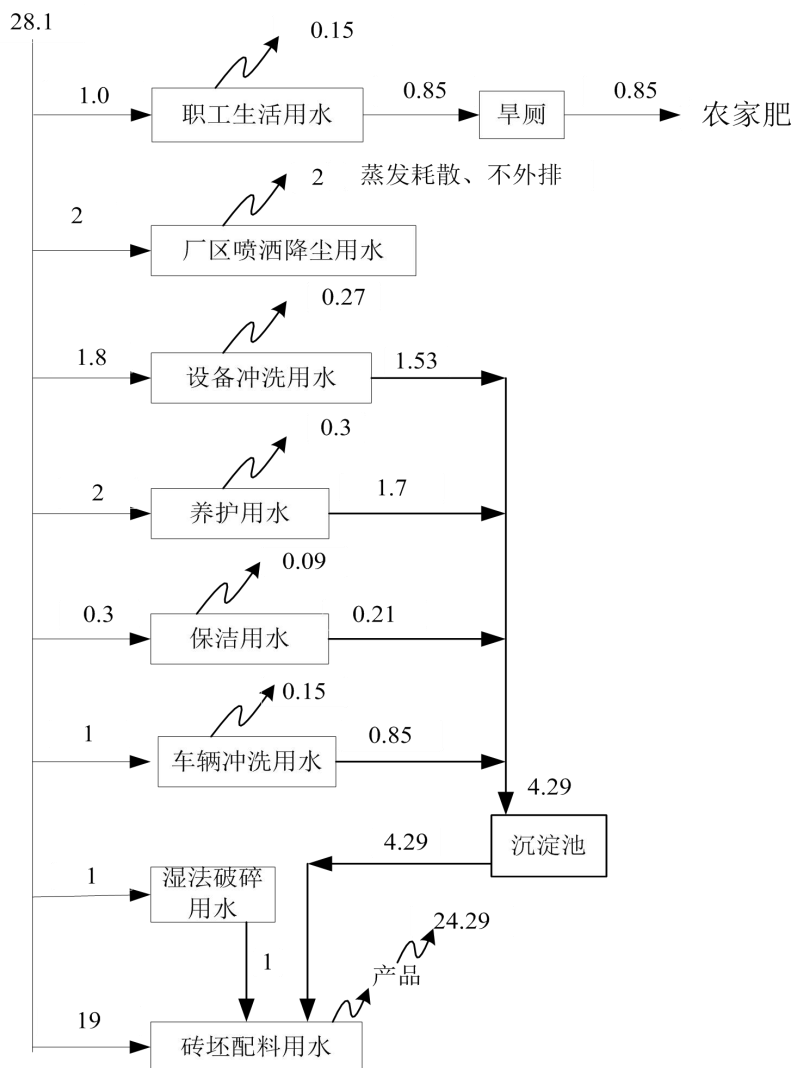 28.1
0.15
1.0
职工生活用水
0.85
旱厕
0.85
农家肥
2
蒸发耗散、不外排
2
厂区喷洒降尘用水
0.27
1.8
设备冲洗用水
1.53
0.3
2
养护用水
1.7
0.09
0.3
保洁用水
0.21
0.15
1
车辆冲洗用水
0.85
4.29
沉淀池
4.29
1
湿法破碎
用水
24.29
1
产品
19
砖坯配料用水